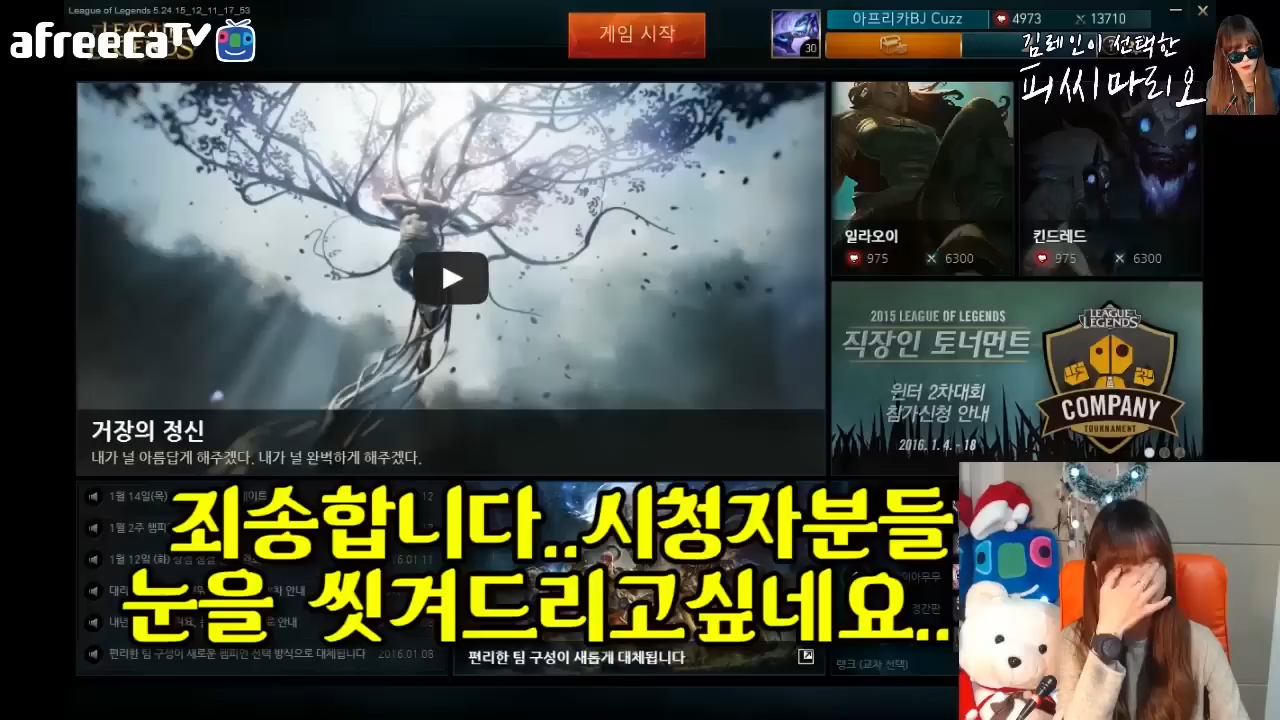 League of Legends 5.24 15_12_11_17_53
afreecaTV
게임 시작
30
아프리카BJ Cuzz
4973
13710
김레인이 선택한
피씨마리오
일라오이
975
6300
킨드레드
975
6300
거장의 정신
내가 널 아름답게 해주겠다. 내가 널 완벽하게 해주겠다.
2015 LEAGUE OF LEGENDS
직장인 토너먼트
윈터 2차대회
참가신청 안내
2016. 1. 4. - 18
LEAGUE OF LEGENDS
COMPANY
TOURNAMENT
1월 14일(목)
1월 2주 챔피
1월 12일 (화)
죄송합니다..시청자분들
눈을 씻겨드리고싶네요..
편리한 팀 구성이 새로운 챔피언 선택 방식으로 대체됩니다 2016.01.08
편리한 팀 구성이 새롭게 대체됩니다
랭크 (교차 선택)